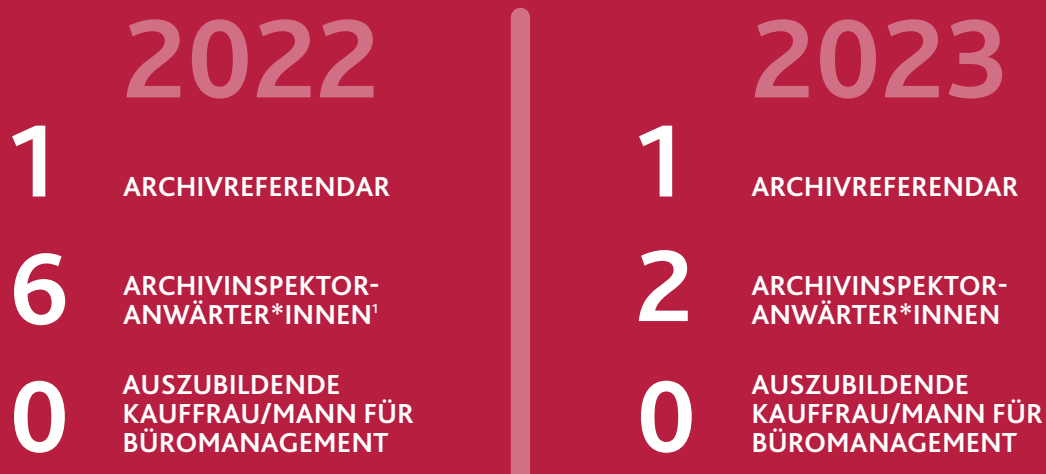 2022
1
ARCHIVREFERENDAR
6
ARCHIVINSPEKTOR-
ANWÄRTER*INNEN¹
0
AUSZUBILDENDE
KAUFFRAU/MANN FÜR
BÜROMANAGEMENT
2023
1
ARCHIVREFERENDAR
2
ARCHIVINSPEKTOR-
ANWÄRTER*INNEN
0
AUSZUBILDENDE
KAUFFRAU/MANN FÜR
BÜROMANAGEMENT